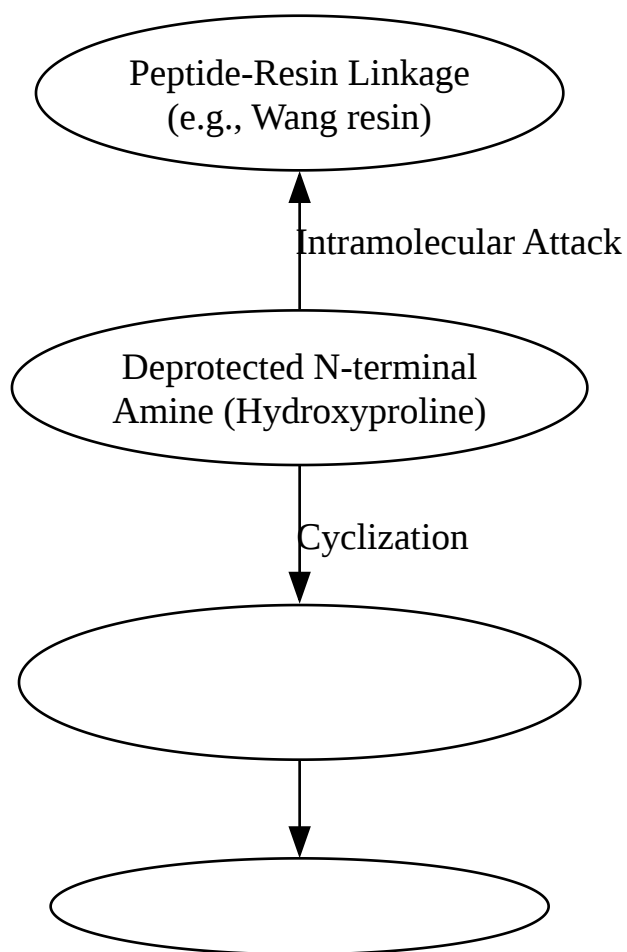 Peptide-Resin Linkage
(e.g., Wang resin)
Intramolecular Attack
Deprotected N-terminal
Amine (Hydroxyproline)
Cyclization